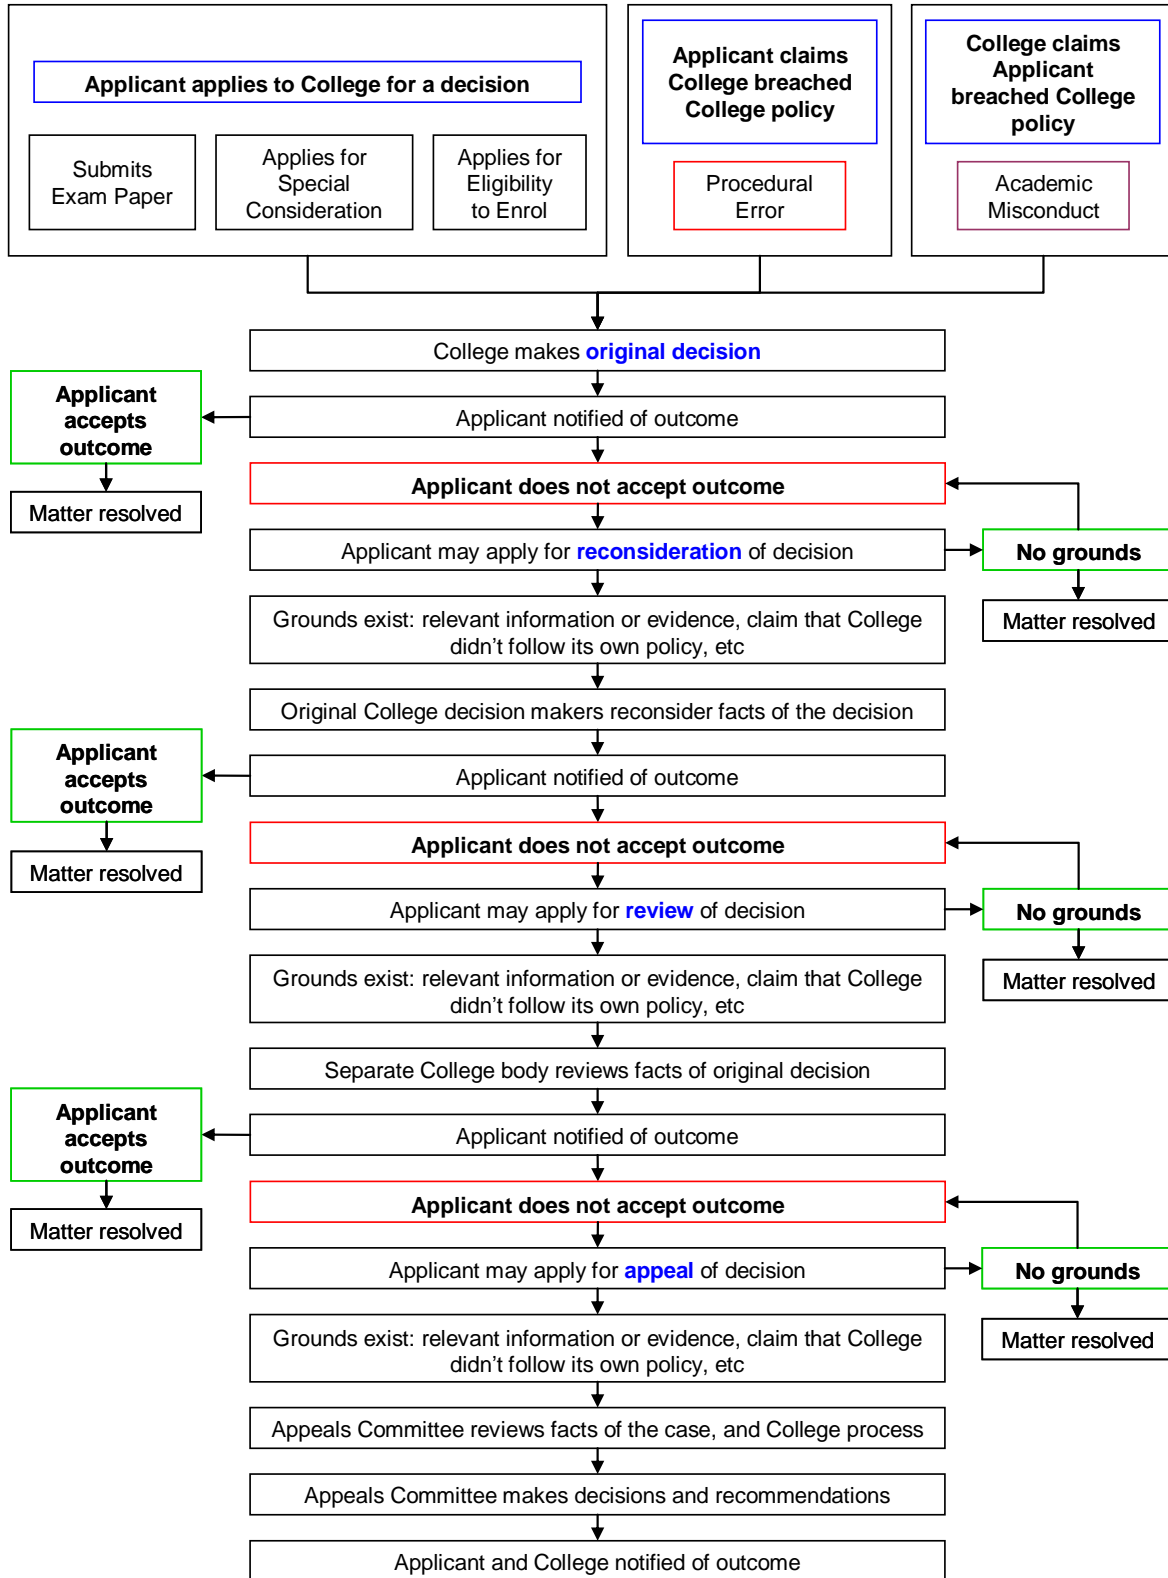 Applicant applies to College for a decision
Submits
Exam Paper
Applies for
Special
Consideration
Applies for
Eligibility
to Enrol
Applicant claims
College breached
College policy
Procedural
Error
College claims
Applicant
breached College
policy
Academic
Misconduct
College makes original decision
Applicant
accepts
outcome
Applicant notified of outcome
Matter resolved
Applicant does not accept outcome
Applicant may apply for reconsideration of decision
No grounds
Matter resolved
Grounds exist: relevant information or evidence, claim that College
didn’t follow its own policy, etc
Original College decision makers reconsider facts of the decision
Applicant
accepts
outcome
Applicant notified of outcome
Matter resolved
Applicant does not accept outcome
Applicant may apply for review of decision
No grounds
Matter resolved
Grounds exist: relevant information or evidence, claim that College
didn’t follow its own policy, etc
Separate College body reviews facts of original decision
Applicant
accepts
outcome
Applicant notified of outcome
Matter resolved
Applicant does not accept outcome
Applicant may apply for appeal of decision
No grounds
Matter resolved
Grounds exist: relevant information or evidence, claim that College
didn’t follow its own policy, etc
Appeals Committee reviews facts of the case, and College process
Appeals Committee makes decisions and recommendations
Applicant and College notified of outcome